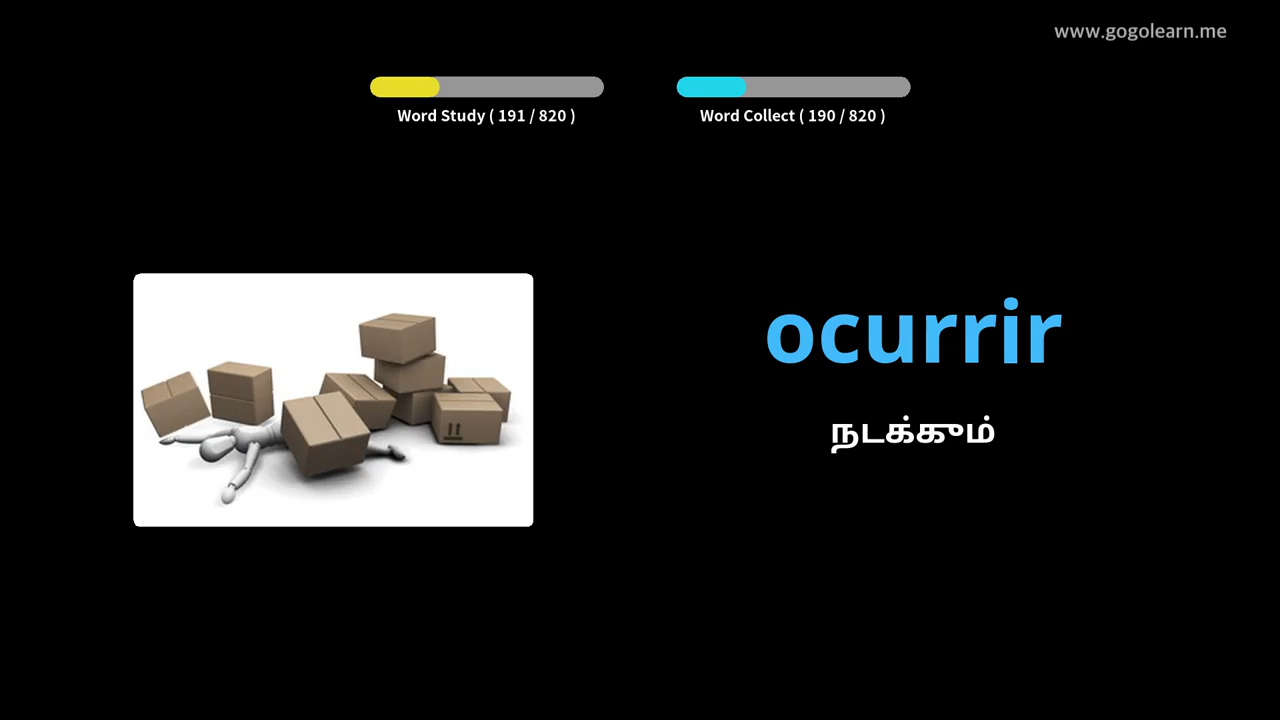 www.gogolearn.me
Word Study ( 191 / 820 )
Word Collect ( 190 / 820 )
ocurrir
நடக்கும்